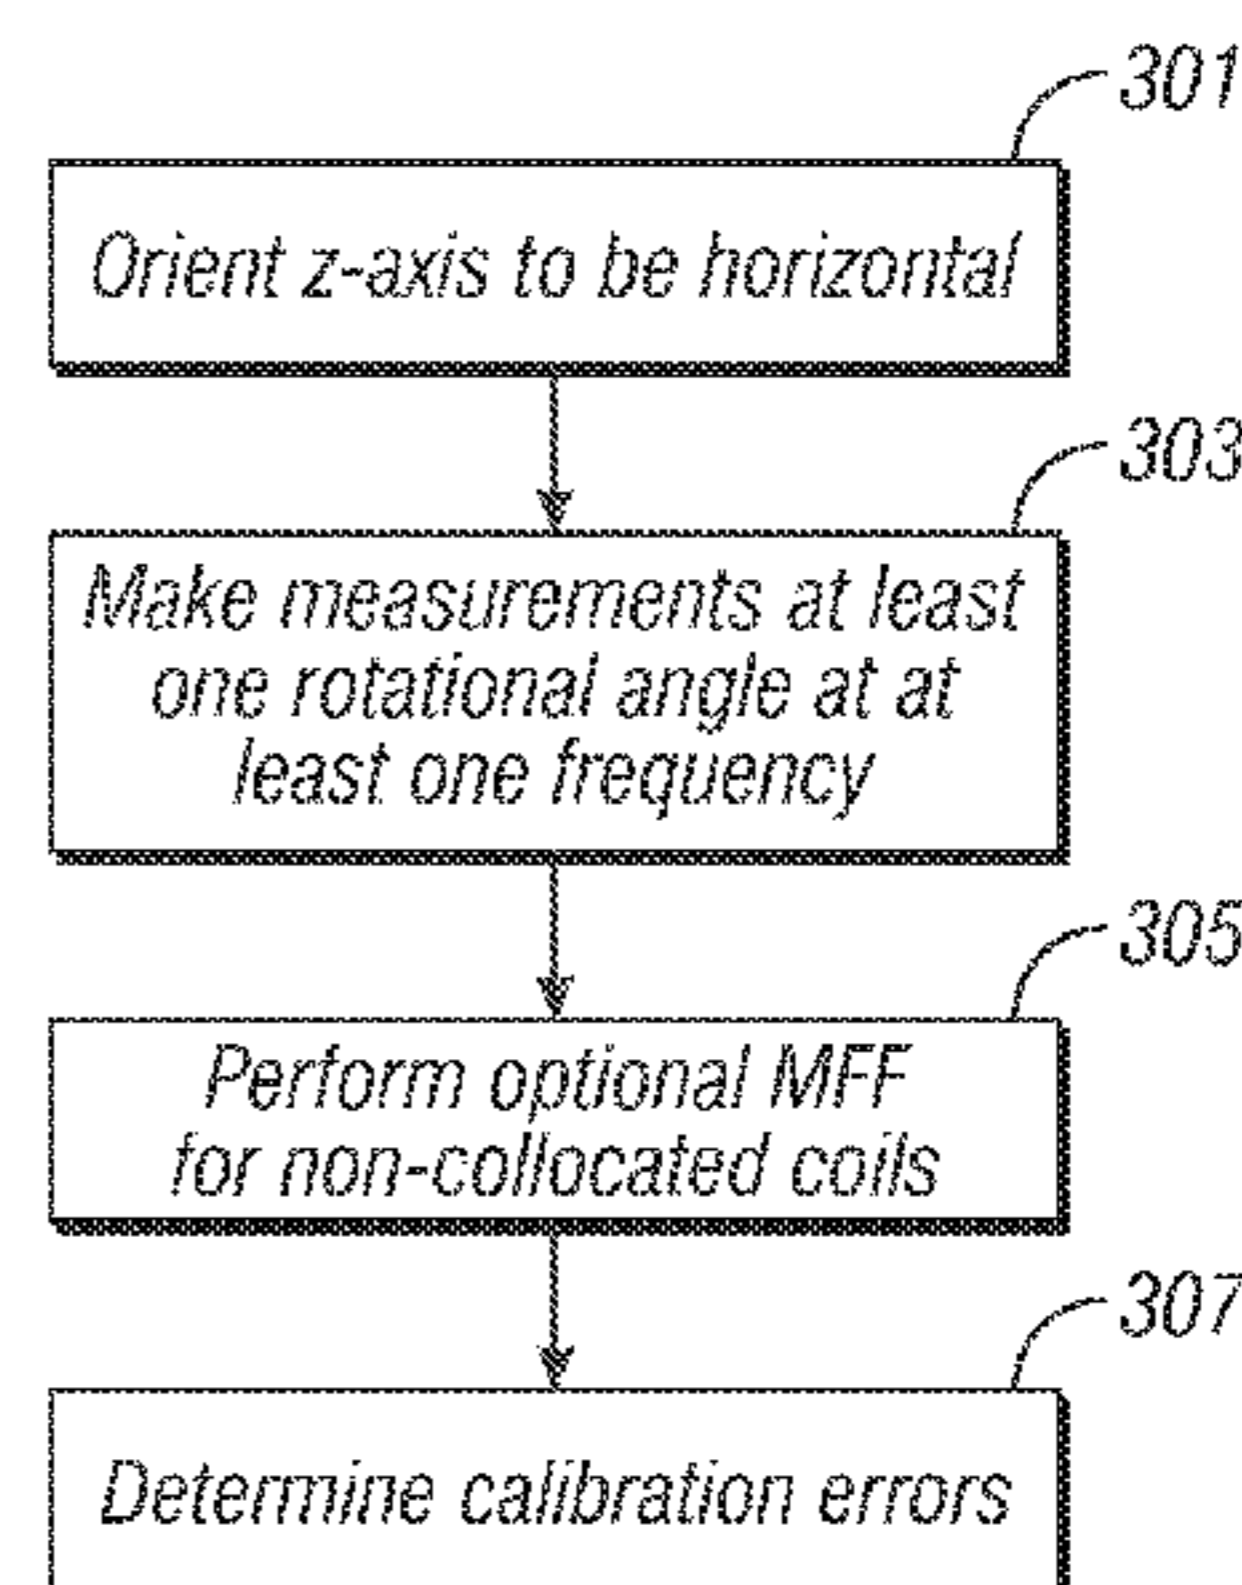 301
Orient z-axis to be horizontal
303
Make measurements at least
one rotational angle at at
least one frequency
305
Perform optional MFF
for non-collocated coils
307
Determine calibration errors